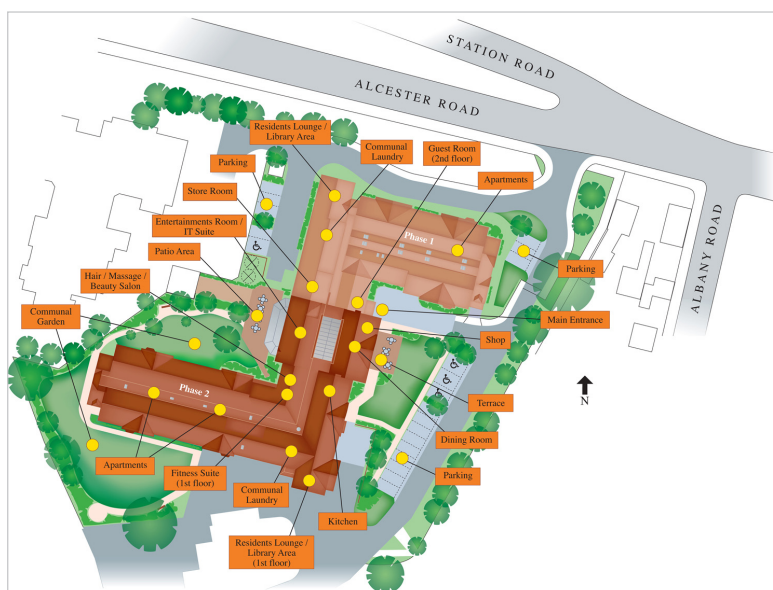 STATION ROAD
ALCESTER ROAD
ALBANY ROAD
Residents Lounge /
Library Area
Communal
Laundry
Guest Room
(2nd floor)
Parking
Apartments
Store Room
Entertainments Room /
IT Suite
Phase 1
Patio Area
Parking
Hair / Massage /
Beauty Salon
Communal
Garden
Main Entrance
Shop
Phase 2
Terrace
N
Dining Room
Apartments
Fitness Suite
(1st floor)
Parking
Communal
Laundry
Kitchen
Residents Lounge /
Library Area
(1st floor)